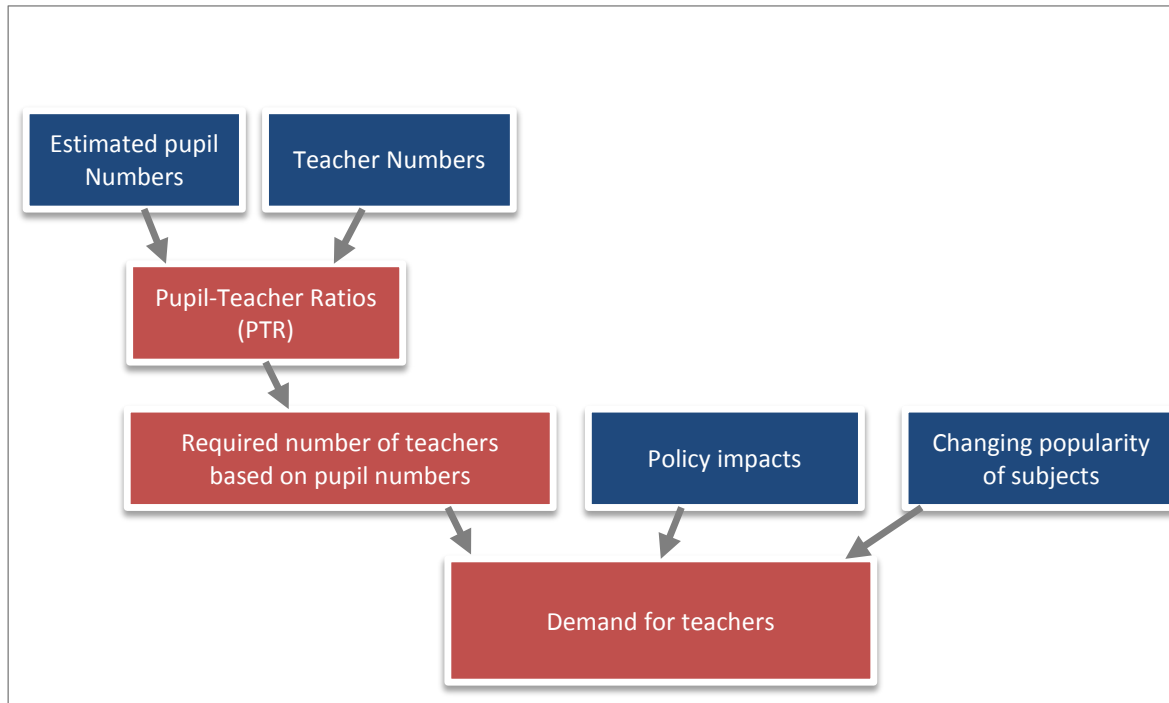 Estimated pupil
Numbers
Teacher Numbers
Pupil-Teacher Ratios
(PTR)
Required number of teachers
based on pupil numbers
Policy impacts
Changing popularity
of subjects
Demand for teachers